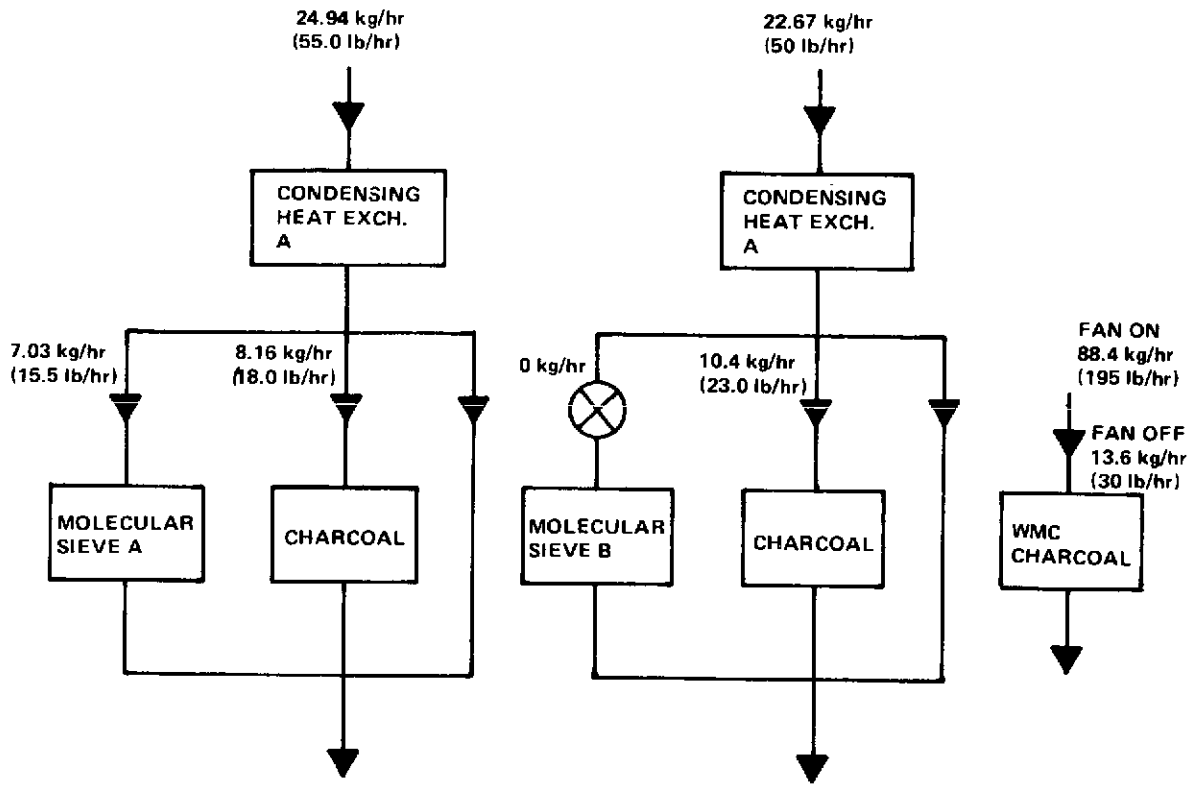 24.94 kg/hr
(55.0 lb/hr)
CONDENSING
HEAT EXCH.
A
7.03 kg/hr
(15.5 lb/hr)
8.16 kg/hr
(18.0 lb/hr)
MOLECULAR
SIEVE A
CHARCOAL
22.67 kg/hr
(50 lb/hr)
CONDENSING
HEAT EXCH.
A
0 kg/hr
10.4 kg/hr
(23.0 lb/hr)
MOLECULAR
SIEVE B
CHARCOAL
FAN ON
88.4 kg/hr
(195 lb/hr)
FAN OFF
13.6 kg/hr
(30 lb/hr)
WMC
CHARCOAL